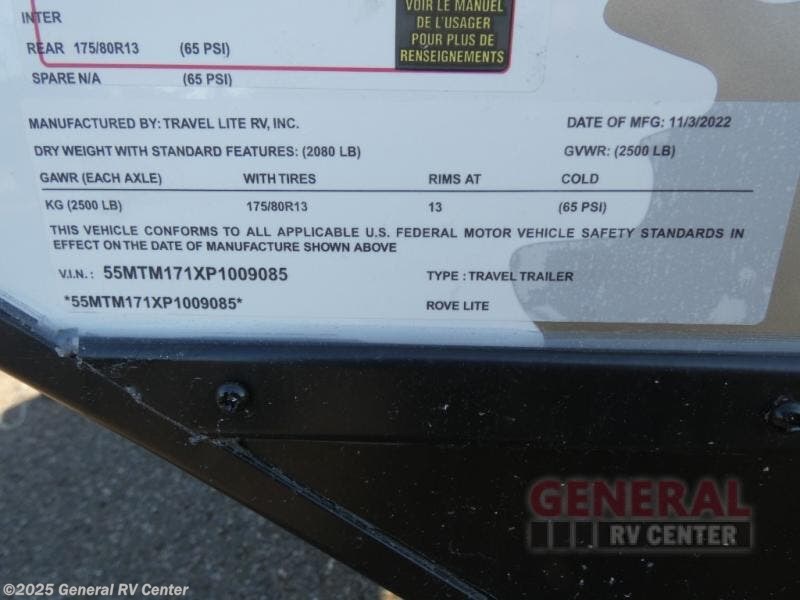 VOIR LE MANUEL
DE L'USAGER
POUR PLUS DE
RENSEIGNEMENTS
INTER
REAR 175/80R13 (65 PSI)
SPARE N/A (65 PSI)
MANUFACTURED BY: TRAVEL LITE RV, INC. DATE OF MFG: 11/3/2022
DRY WEIGHT WITH STANDARD FEATURES: (2080 LB) GVWR: (2500 LB)
GAWR (EACH AXLE) WITH TIRES RIMS AT COLD
KG (2500 LB) 175/80R13 13 (65 PSI)
THIS VEHICLE CONFORMS TO ALL APPLICABLE U.S. FEDERAL MOTOR VEHICLE SAFETY STANDARDS IN
EFFECT ON THE DATE OF MANUFACTURE SHOWN ABOVE
V.I.N.: 55MTM171XP1009085 TYPE : TRAVEL TRAILER
*55MTM171XP1009085* ROVE LITE
GENERAL
RV CENTER
©2025 General RV Center